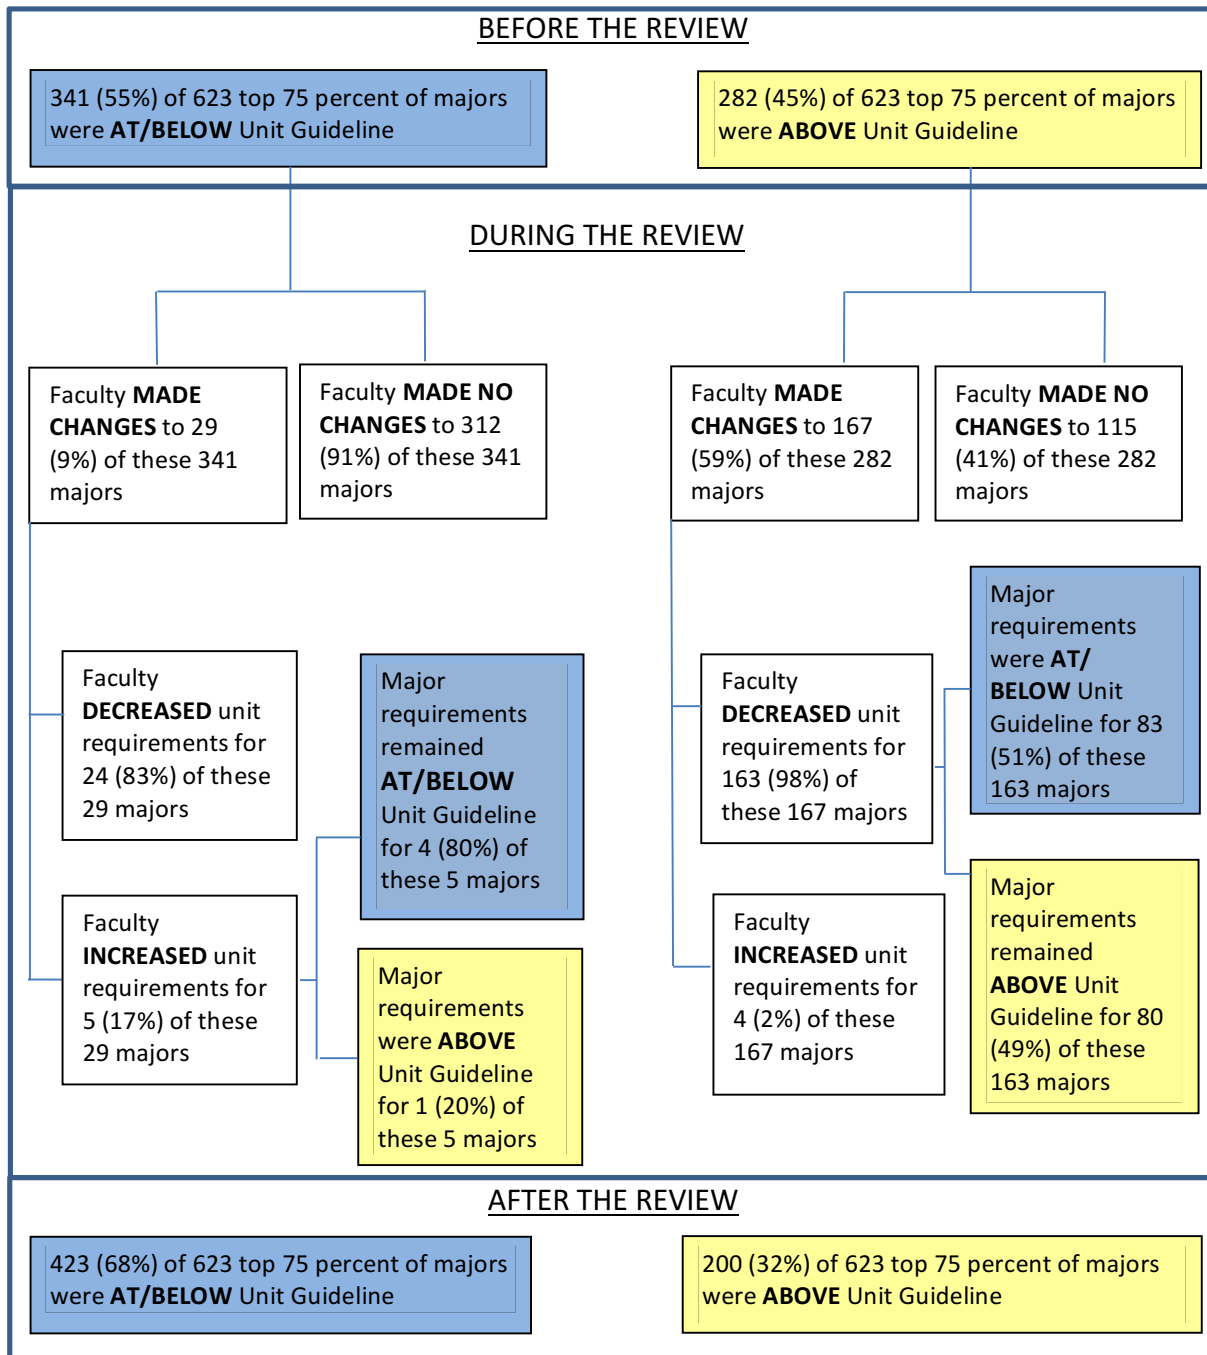 BEFORE THE REVIEW
341 (55%) of 623 top 75 percent of majors
were AT/BELOW Unit Guideline
282 (45%) of 623 top 75 percent of majors
were ABOVE Unit Guideline
DURING THE REVIEW
Faculty MADE
CHANGES to 29
(9%) of these 341
majors
Faculty MADE NO
CHANGES to 312
(91%) of these 341
majors
Faculty MADE
CHANGES to 167
(59%) of these 282
majors
Faculty MADE NO
CHANGES to 115
(41%) of these 282
majors
Faculty
DECREASED unit
requirements for
24 (83%) of these
29 majors
Major
requirements
remained
AT/BELOW
Unit Guideline
for 4 (80%) of
these 5 majors
Faculty
INCREASED unit
requirements for
5 (17%) of these
29 majors
Major
requirements
were ABOVE
Unit Guideline
for 1 (20%) of
these 5 majors
Faculty
DECREASED unit
requirements for
163 (98%) of
these 167 majors
Major
requirements
were AT/
BELOW Unit
Guideline for 83
(51%) of these
163 majors
Faculty
INCREASED unit
requirements for
4 (2%) of these
167 majors
Major
requirements
remained
ABOVE Unit
Guideline for 80
(49%) of these
163 majors
AFTER THE REVIEW
423 (68%) of 623 top 75 percent of majors
were AT/BELOW Unit Guideline
200 (32%) of 623 top 75 percent of majors
were ABOVE Unit Guideline